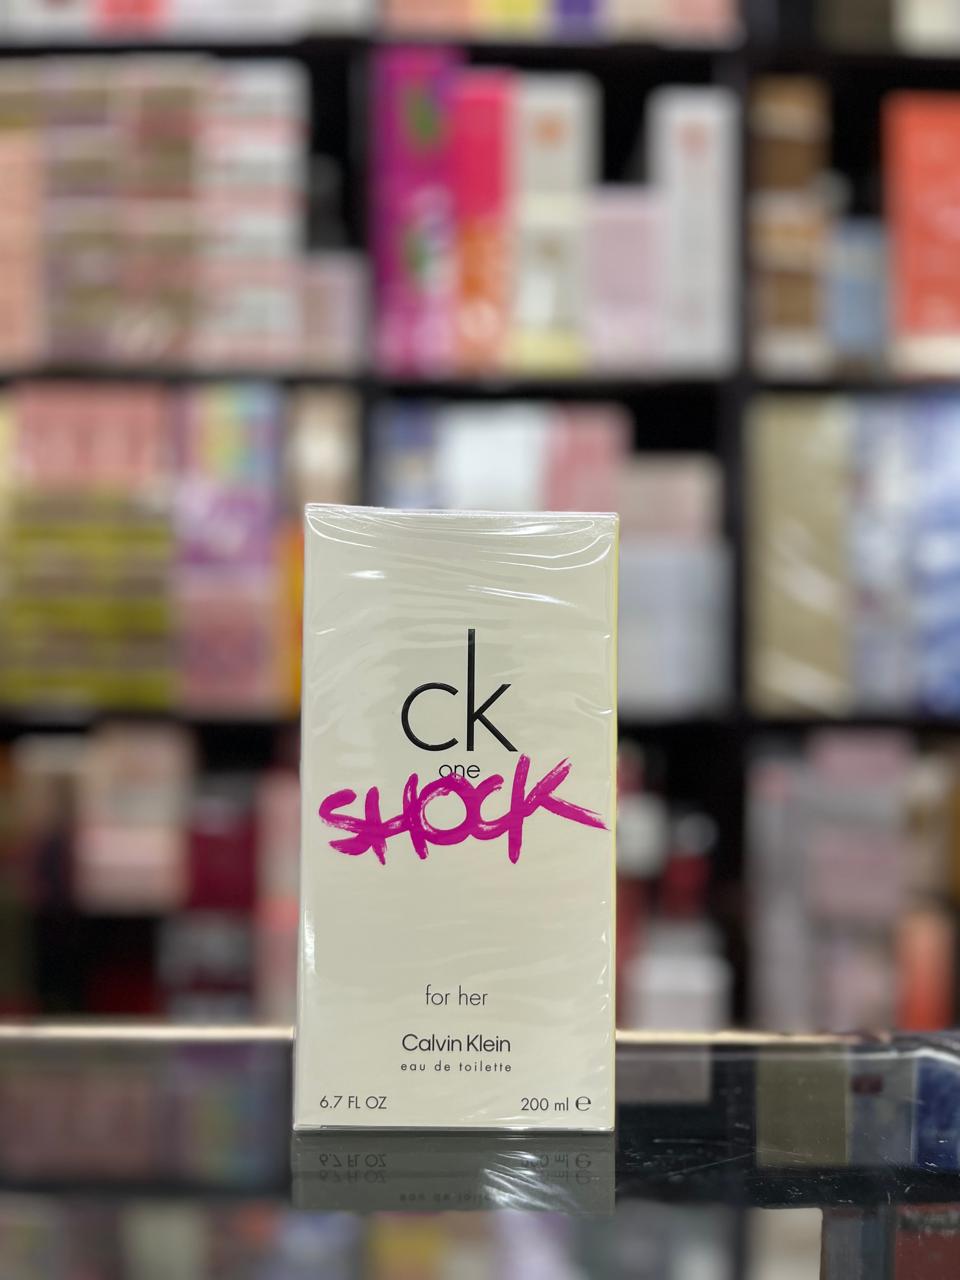 ck
one
SHOCK
for her
Calvin Klein
eau de toilette
6.7 FL OZ 200 ml ℮